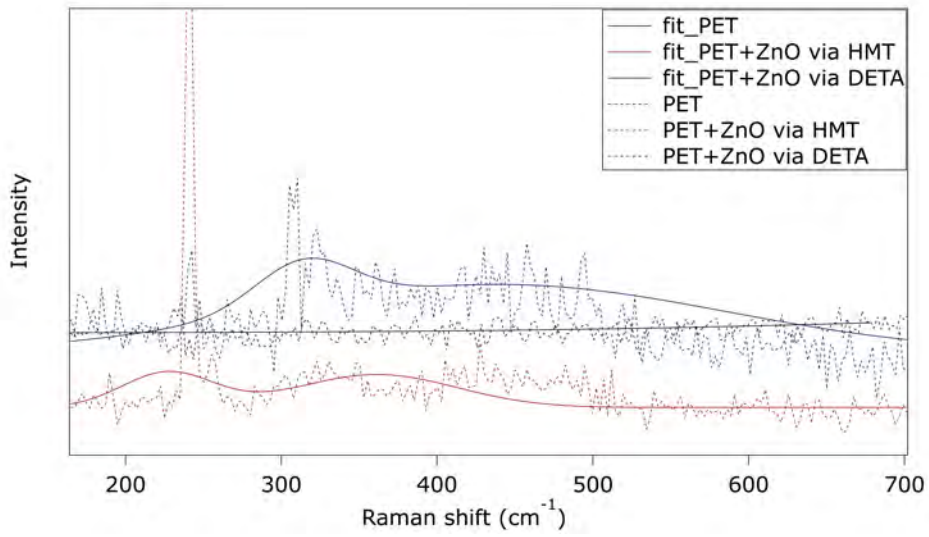 fit_PET
fit_PET+ZnO via HMT
fit_PET+ZnO via DETA
PET
PET+ZnO via HMT
PET+ZnO via DETA
Intensity
200 300 400 500 600 700
Raman shift (cm⁻¹)